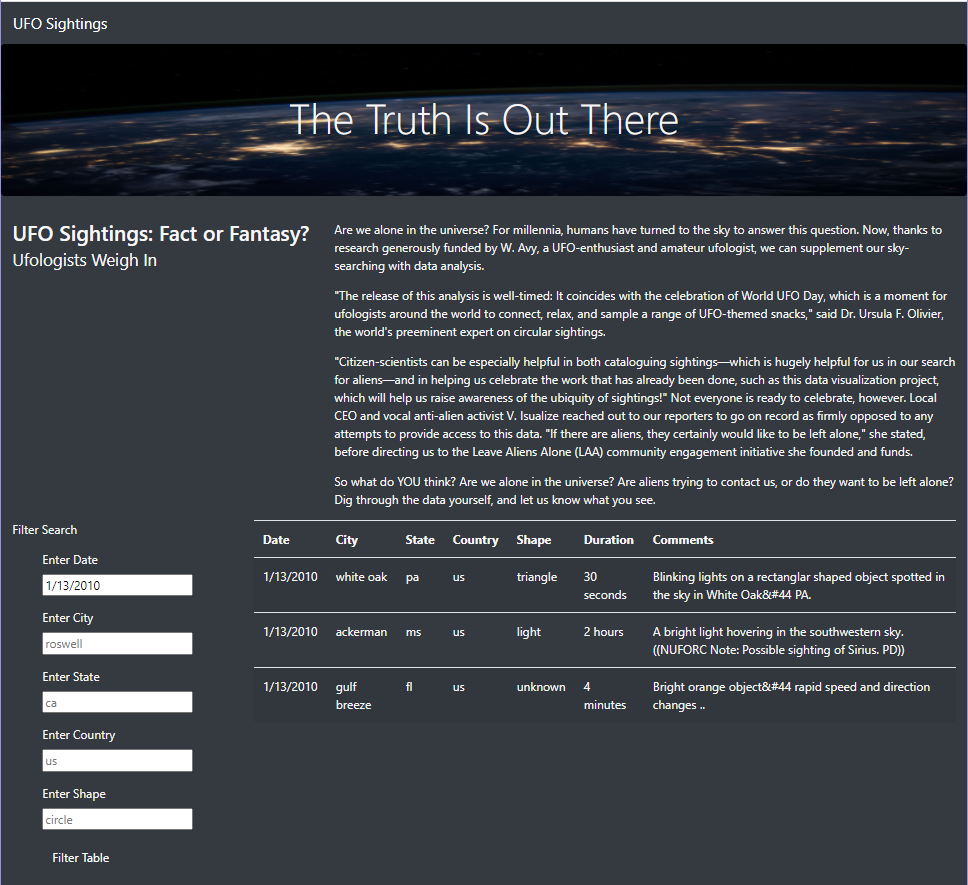 UFO Sightings
The Truth Is Out There
UFO Sightings: Fact or Fantasy?
Ufologists Weigh In
Are we alone in the universe? For millennia, humans have turned to the sky to answer this question. Now, thanks to
research generously funded by W. Avy, a UFO-enthusiast and amateur ufologist, we can supplement our sky-
searching with data analysis.
"The release of this analysis is well-timed: It coincides with the celebration of World UFO Day, which is a moment for
ufologists around the world to connect, relax, and sample a range of UFO-themed snacks," said Dr. Ursula F. Olivier,
the world's preeminent expert on circular sightings.
"Citizen-scientists can be especially helpful in both cataloguing sightings—which is hugely helpful for us in our search
for aliens—and in helping us celebrate the work that has already been done, such as this data visualization project,
which will help us raise awareness of the ubiquity of sightings!" Not everyone is ready to celebrate, however. Local
CEO and vocal anti-alien activist V. Isualize reached out to our reporters to go on record as firmly opposed to any
attempts to provide access to this data. "If there are aliens, they certainly would like to be left alone," she stated,
before directing us to the Leave Aliens Alone (LAA) community engagement initiative she founded and funds.
So what do YOU think? Are we alone in the universe? Are aliens trying to contact us, or do they want to be left alone?
Dig through the data yourself, and let us know what you see.
Filter Search
Enter Date
1/13/2010
Enter City
roswell
Enter State
ca
Enter Country
us
Enter Shape
circle
Filter Table
Date City State Country Shape Duration Comments
1/13/2010 white oak pa us triangle 30 Blinking lights on a rectanglar shaped object spotted in
seconds the sky in White Oak&#44 PA.
1/13/2010 ackerman ms us light 2 hours A bright light hovering in the southwestern sky.
((NUFORC Note: Possible sighting of Sirius. PD))
1/13/2010 gulf fl us unknown 4 Bright orange object&#44 rapid speed and direction
breeze minutes changes ..